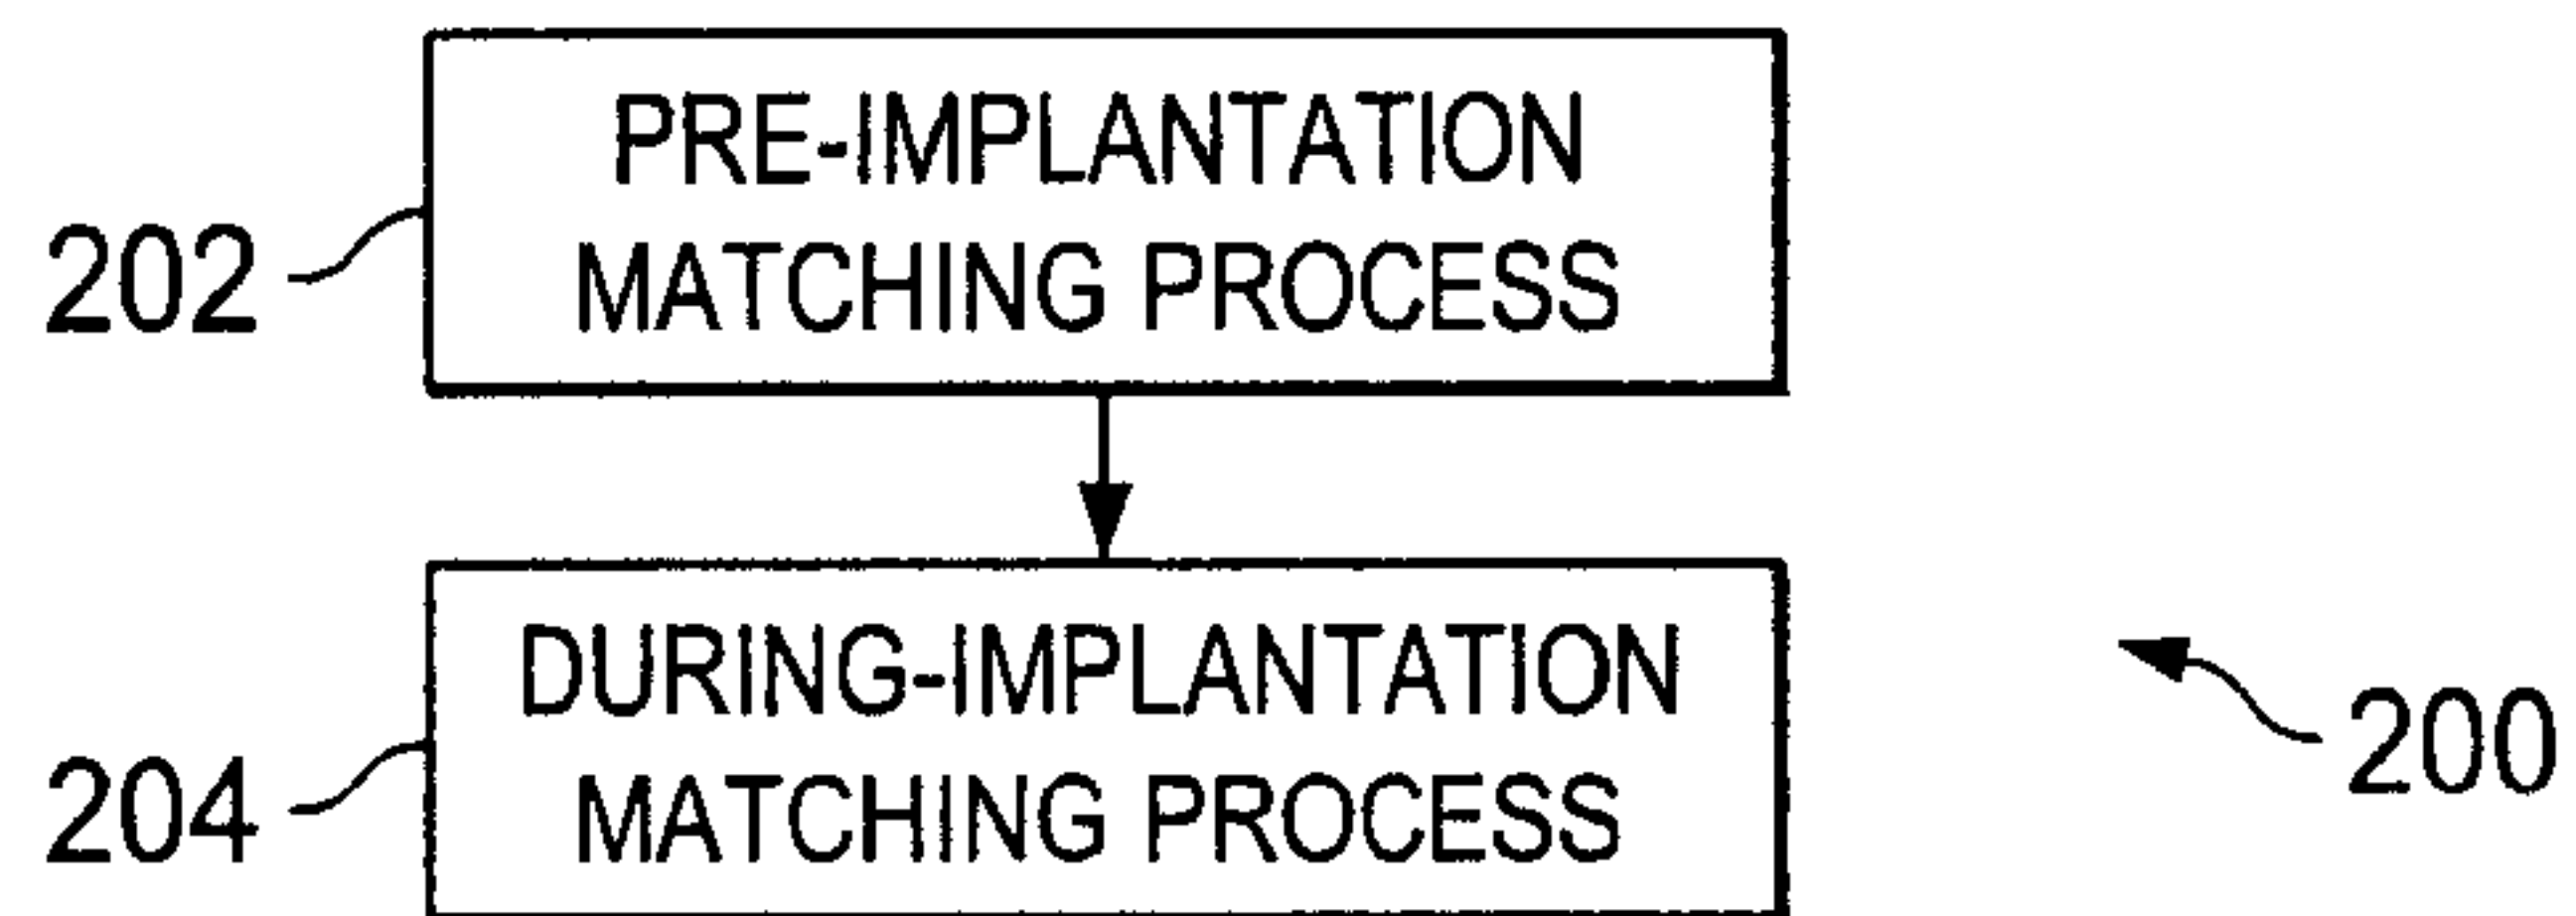 PRE-IMPLANTATION
MATCHING PROCESS
202
DURING-IMPLANTATION
MATCHING PROCESS
204
200